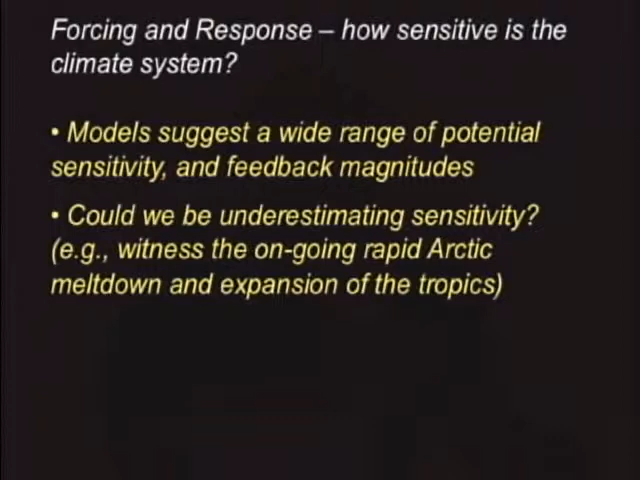 Forcing and Response – how sensitive is the
climate system?
• Models suggest a wide range of potential
sensitivity, and feedback magnitudes
• Could we be underestimating sensitivity?
(e.g., witness the on-going rapid Arctic
meltdown and expansion of the tropics)